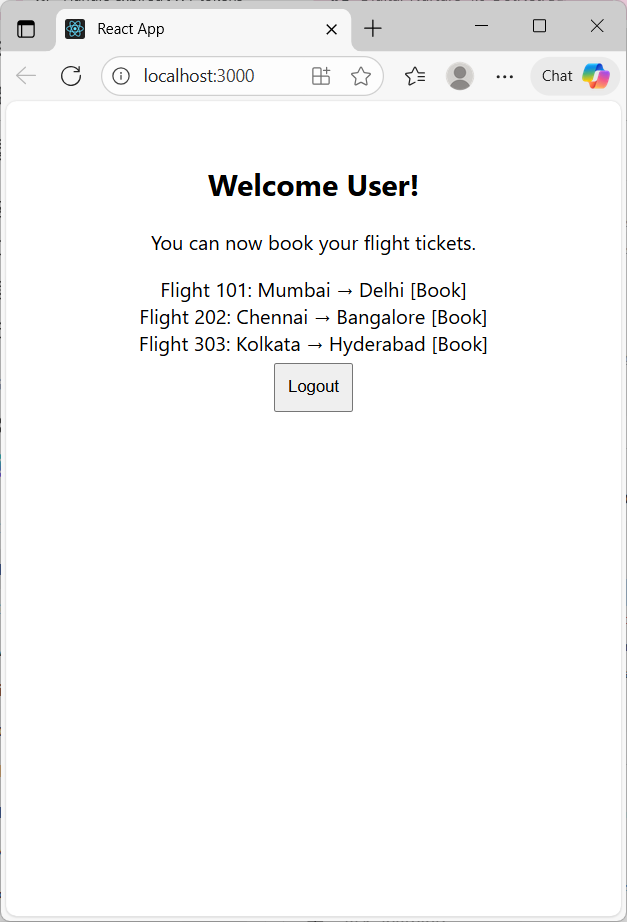 React App
localhost:3000
Chat
Welcome User!
You can now book your flight tickets.
Flight 101: Mumbai → Delhi [Book]
Flight 202: Chennai → Bangalore [Book]
Flight 303: Kolkata → Hyderabad [Book]
Logout